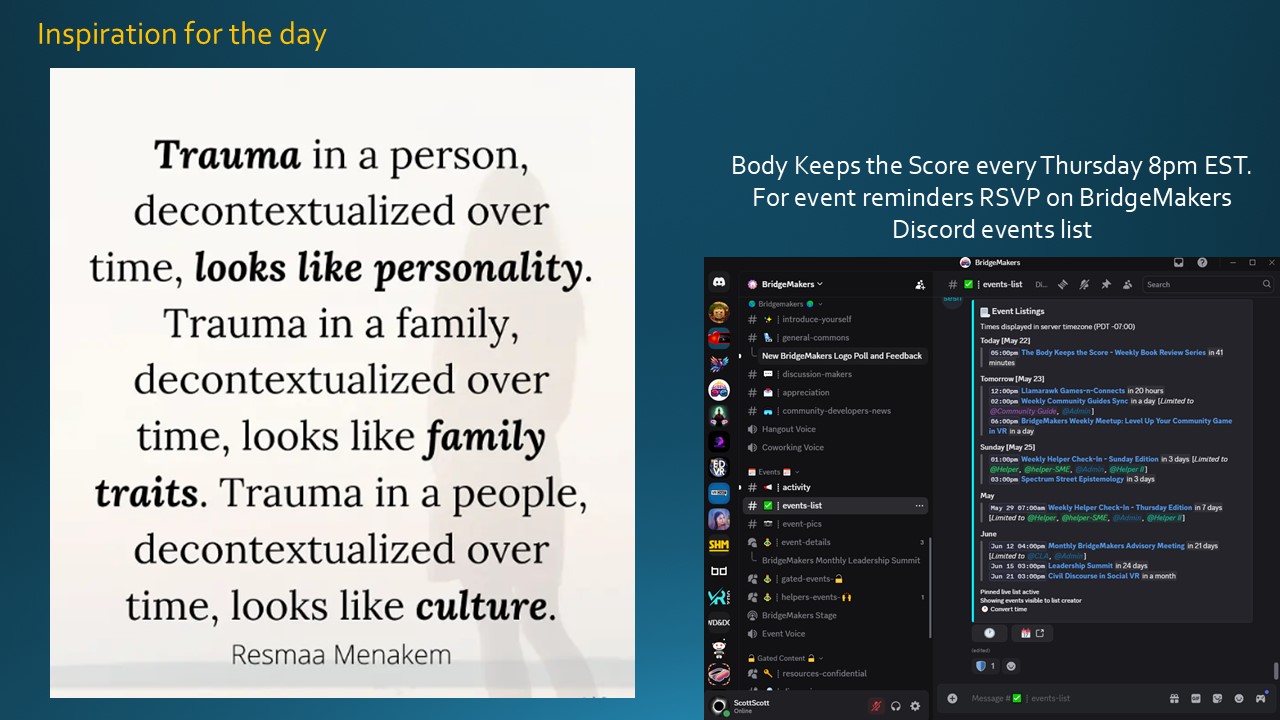 Inspiration for the day
Trauma in a person,
decontextualized over
time, looks like personality.
Trauma in a family,
decontextualized over
time, looks like family
traits. Trauma in a people,
decontextualized over
time, looks like culture.
Resmaa Menakem
Body Keeps the Score every Thursday 8pm EST.
For event reminders RSVP on BridgeMakers
Discord events list
BridgeMakers
BridgeMakers
Bridgemakers
introduce-yourself
general-commons
New BridgeMakers Logo Poll and Feedback
discussion-makers
appreciation
community-developers-news
Hangout Voice
Coworking Voice
Events
activity
events-list
event-pics
event-details 3
BridgeMakers Monthly Leadership Summit
gated-events-
helpers-events- 1
BridgeMakers Stage
Event Voice
Gated Content
resources-confidential
ScottScott
Online
# | events-list Di... Search
Event Listings
Times displayed in server timezone (PDT -07:00)
Today [May 22]
05:00pm The Body Keeps the Score - Weekly Book Review Series in 41
minutes
Tomorrow [May 23]
12:00pm Llamarawk Games-n-Connects in 20 hours
02:00pm Weekly Community Guides Sync in a day [Limited to
@Community Guide, @Admin]
06:00pm BridgeMakers Weekly Meetup: Level Up Your Community Game
in VR in a day
Sunday [May 25]
01:00pm Weekly Helper Check-In - Sunday Edition in 3 days [Limited to
@Helper, @helper-SME, @Admin, @Helper II]
03:00pm Spectrum Street Epistemology in 3 days
May
May 29 07:00am Weekly Helper Check-In - Thursday Edition in 7 days
[Limited to @Helper, @helper-SME, @Admin, @Helper II]
June
Jun 12 04:00pm Monthly BridgeMakers Advisory Meeting in 21 days
[Limited to @CLA, @Admin]
Jun 15 03:00pm Leadership Summit in 24 days
Jun 21 03:00pm Civil Discourse in Social VR in a month
Pinned live list active
Showing events visible to list creator
Convert time
(edited)
1
Message # | events-list
SHM
bd
WD&DC